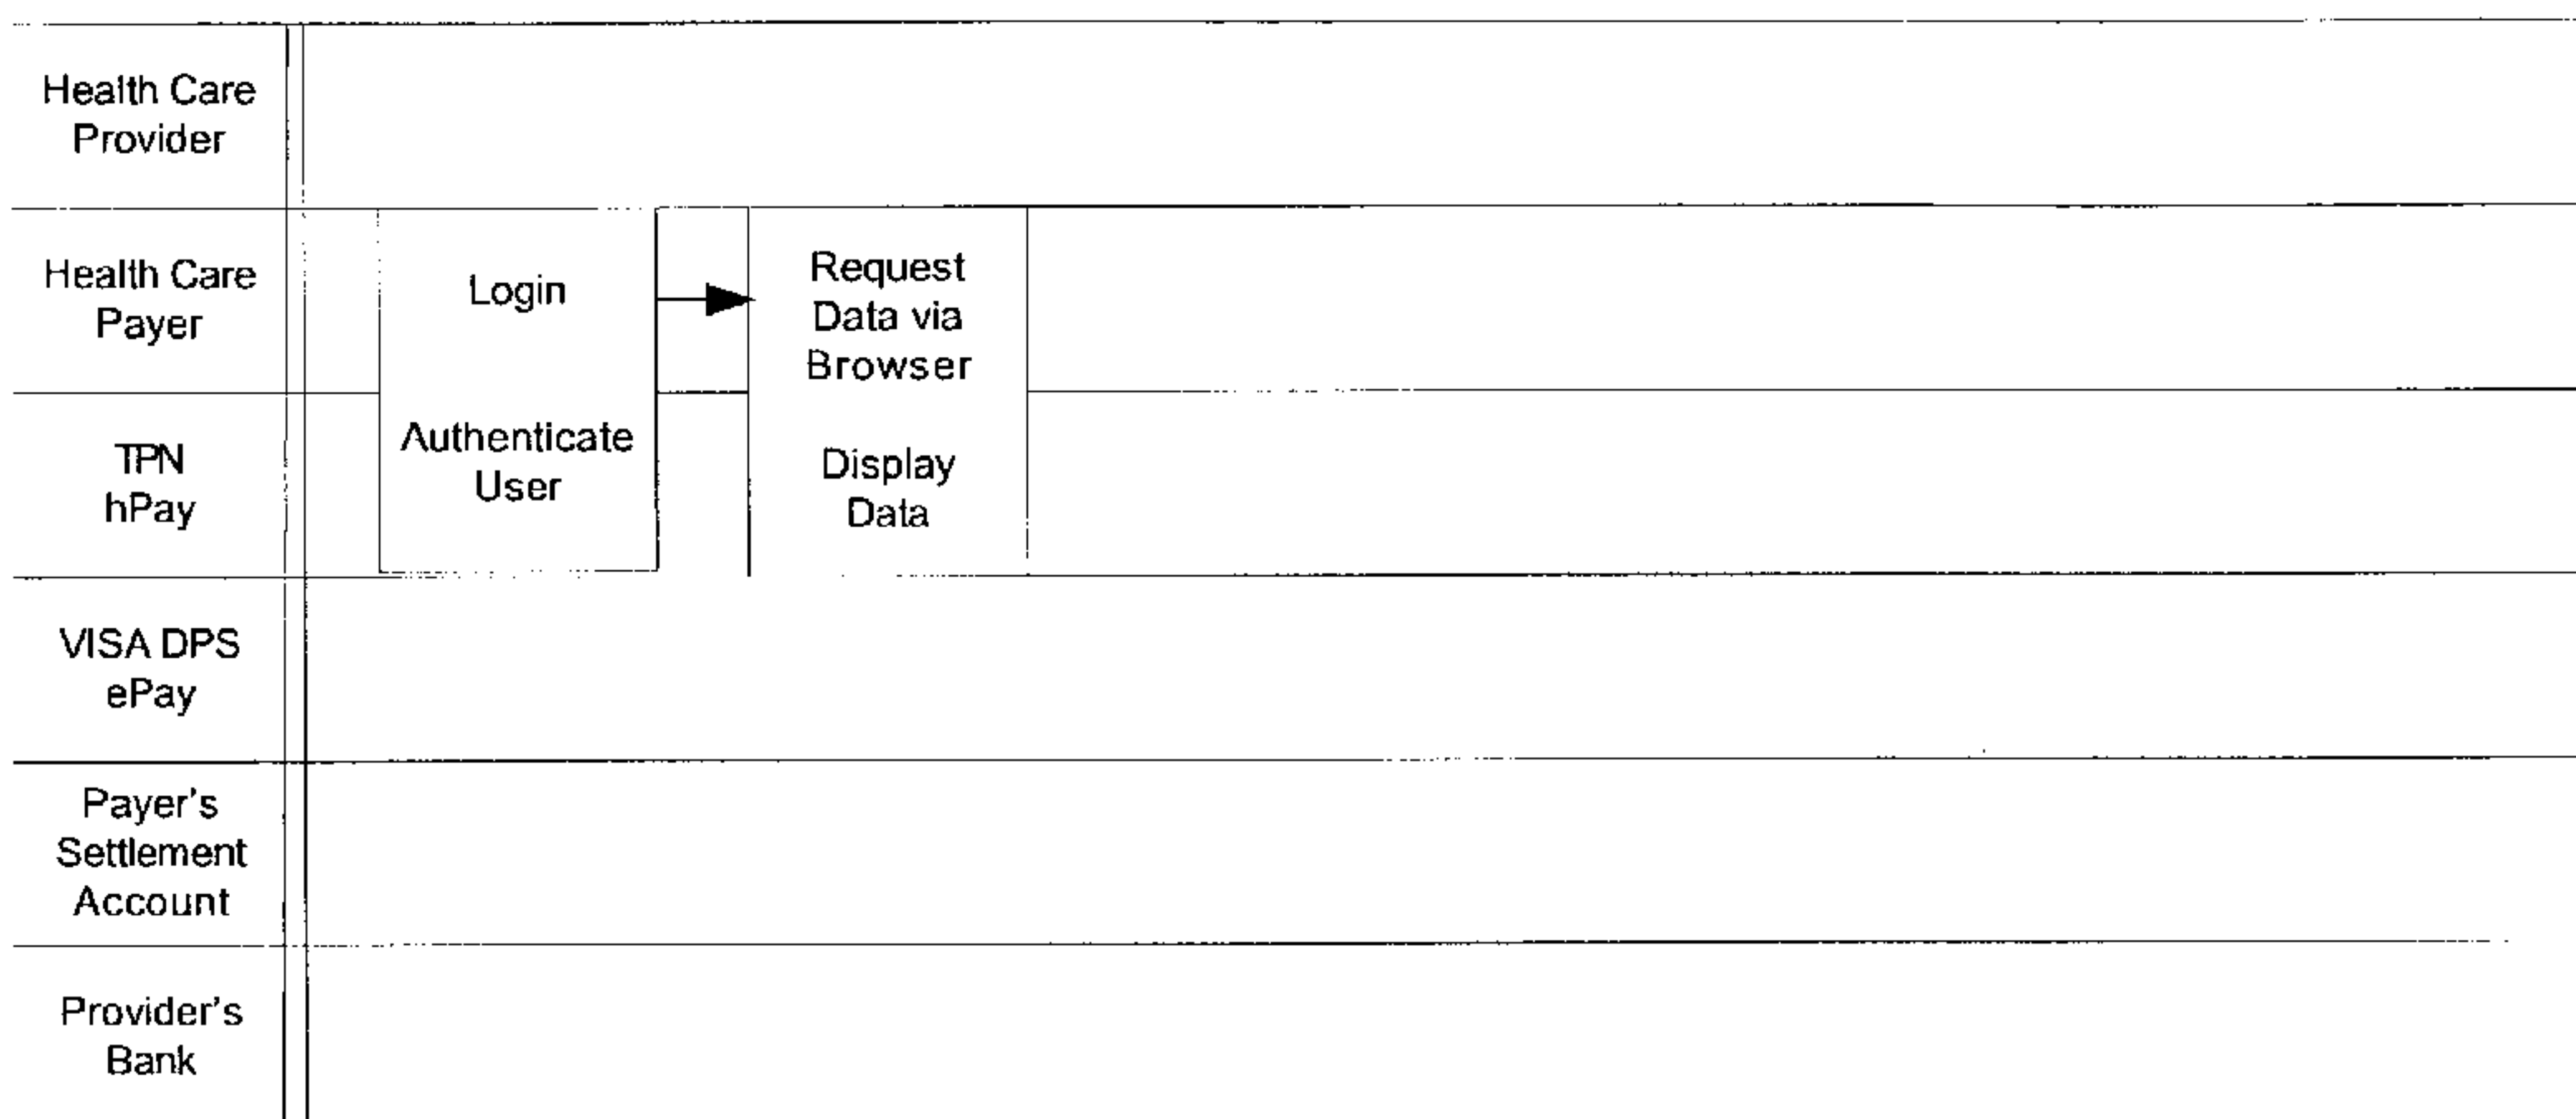 Health Care
Provider
Health Care
Payer
Login
Request
Data via
Browser
TPN
hPay
Authenticate
User
Display
Data
VISA DPS
ePay
Payer's
Settlement
Account
Provider's
Bank